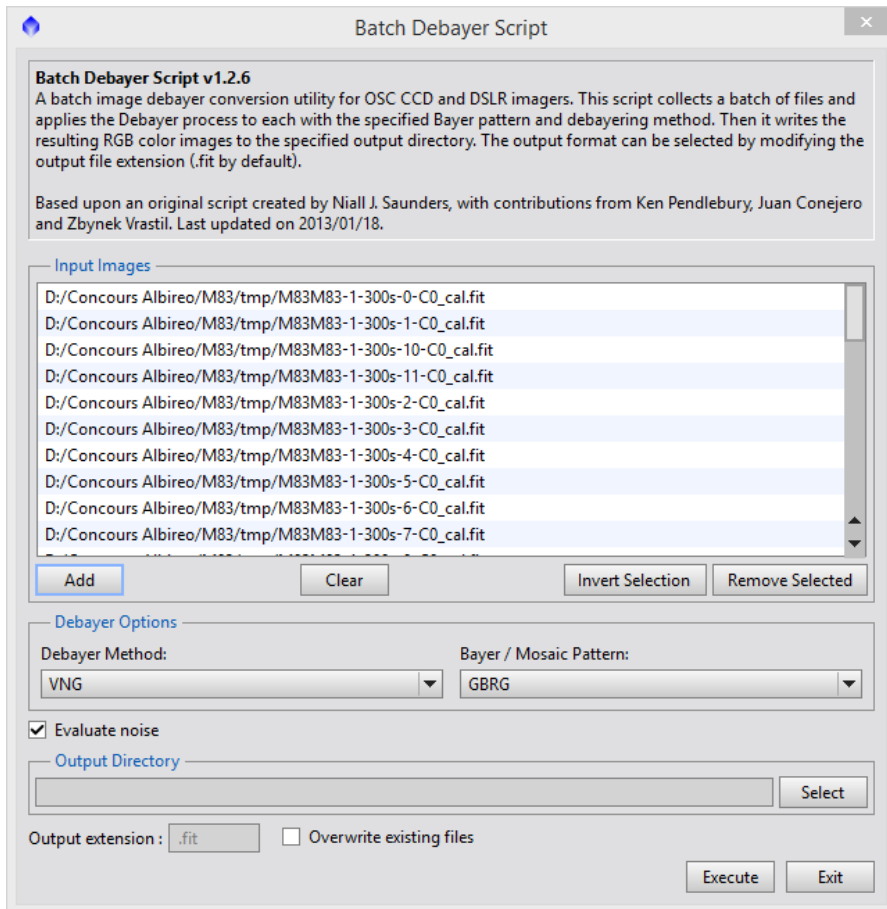 Batch Debayer Script
Batch Debayer Script v1.2.6
A batch image debayer conversion utility for OSC CCD and DSLR imagers. This script collects a batch of files and
applies the Debayer process to each with the specified Bayer pattern and debayering method. Then it writes the
resulting RGB color images to the specified output directory. The output format can be selected by modifying the
output file extension (.fit by default).
Based upon an original script created by Niall J. Saunders, with contributions from Ken Pendlebury, Juan Conejero
and Zbynek Vrastil. Last updated on 2013/01/18.
Input Images
D:/Concours Albireo/M83/tmp/M83M83-1-300s-0-C0_cal.fit
D:/Concours Albireo/M83/tmp/M83M83-1-300s-1-C0_cal.fit
D:/Concours Albireo/M83/tmp/M83M83-1-300s-10-C0_cal.fit
D:/Concours Albireo/M83/tmp/M83M83-1-300s-11-C0_cal.fit
D:/Concours Albireo/M83/tmp/M83M83-1-300s-2-C0_cal.fit
D:/Concours Albireo/M83/tmp/M83M83-1-300s-3-C0_cal.fit
D:/Concours Albireo/M83/tmp/M83M83-1-300s-4-C0_cal.fit
D:/Concours Albireo/M83/tmp/M83M83-1-300s-5-C0_cal.fit
D:/Concours Albireo/M83/tmp/M83M83-1-300s-6-C0_cal.fit
D:/Concours Albireo/M83/tmp/M83M83-1-300s-7-C0_cal.fit
Add Clear Invert Selection Remove Selected
Debayer Options
Debayer Method: Bayer / Mosaic Pattern:
VNG GBRG
Evaluate noise
Output Directory
Select
Output extension : .fit Overwrite existing files
Execute Exit